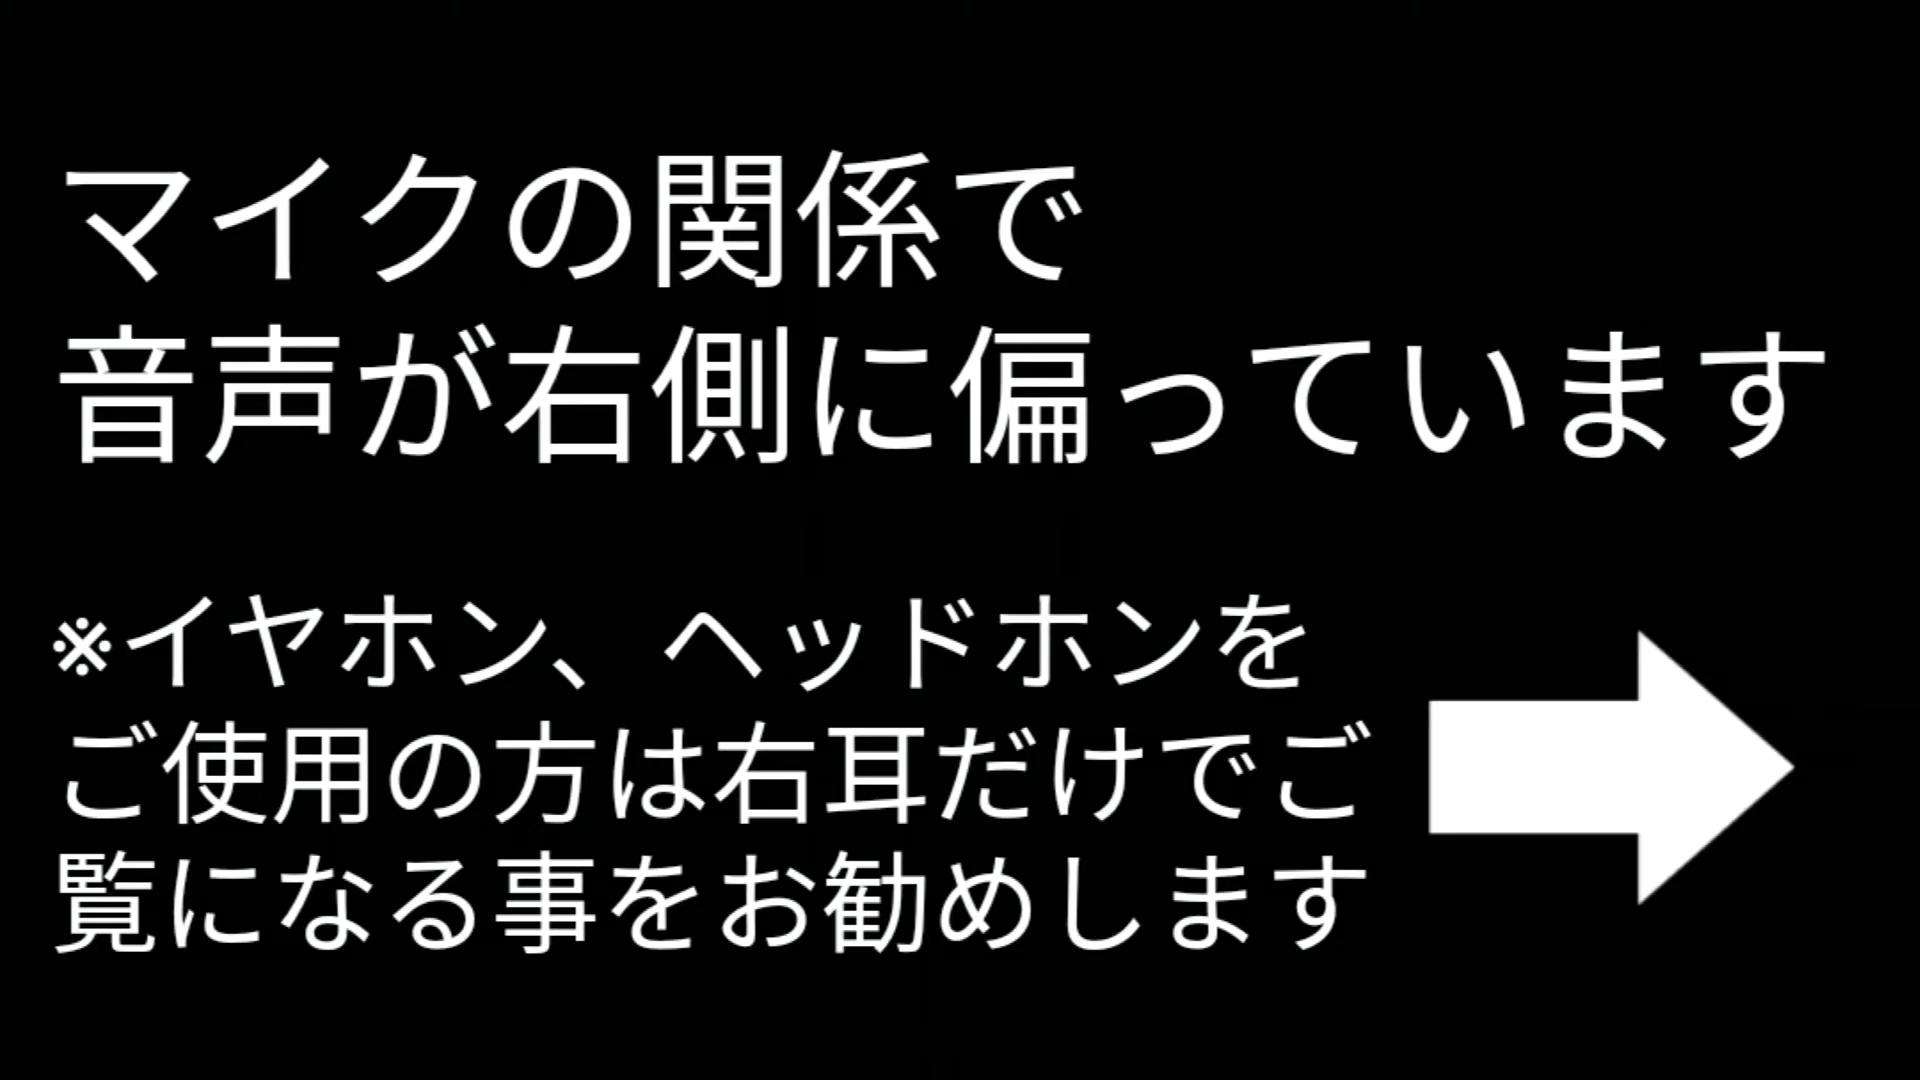 マイクの関係で
音声が右側に偏っています
※イヤホン、ヘッドホンを
ご使用の方は右耳だけでご
覧になる事をお勧めします